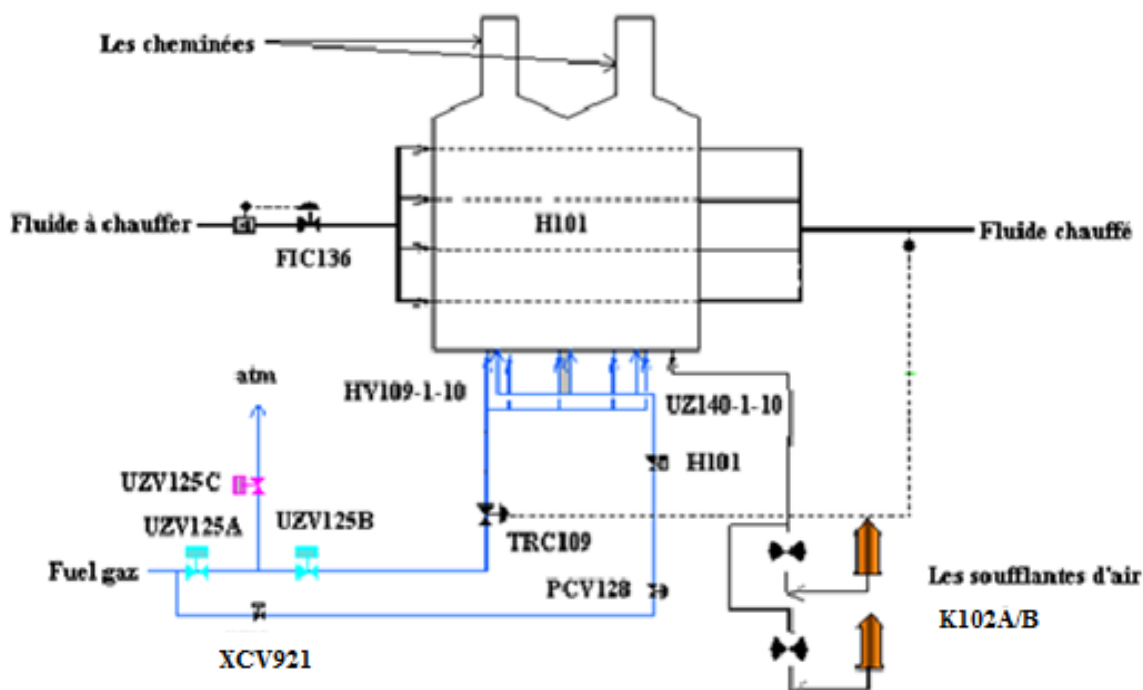 Les cheminées
H101
Fluide à chauffer
FIC136
Fluide chauffé
atm
HV109-1-10
UZ140-1-10
UZV125C
H101
UZV125A
UZV125B
TRC109
Fuel gaz
PCV128
Les soufflantes d'air
K102A/B
XCV921